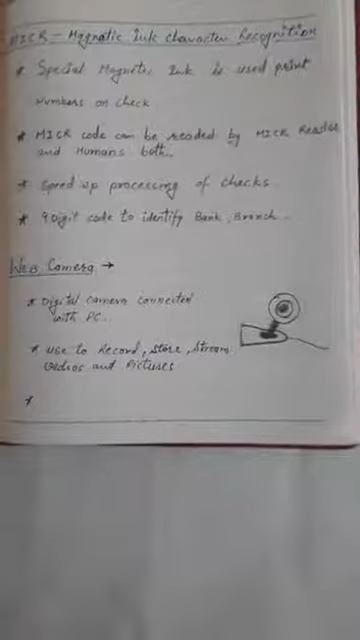 MICR - Magnetic Ink Character Recognition
* Special Magnetic Ink is used print
Numbers on check
* MICR code can be readed by MICR Reader
and Humans both.
* Speed up processing of checks
* 9 Digit code to identify Bank, Branch
Web Camera →
* Digital camera connected
with PC.
* Use to Record, Store, Stream
Videos and Pictures
*